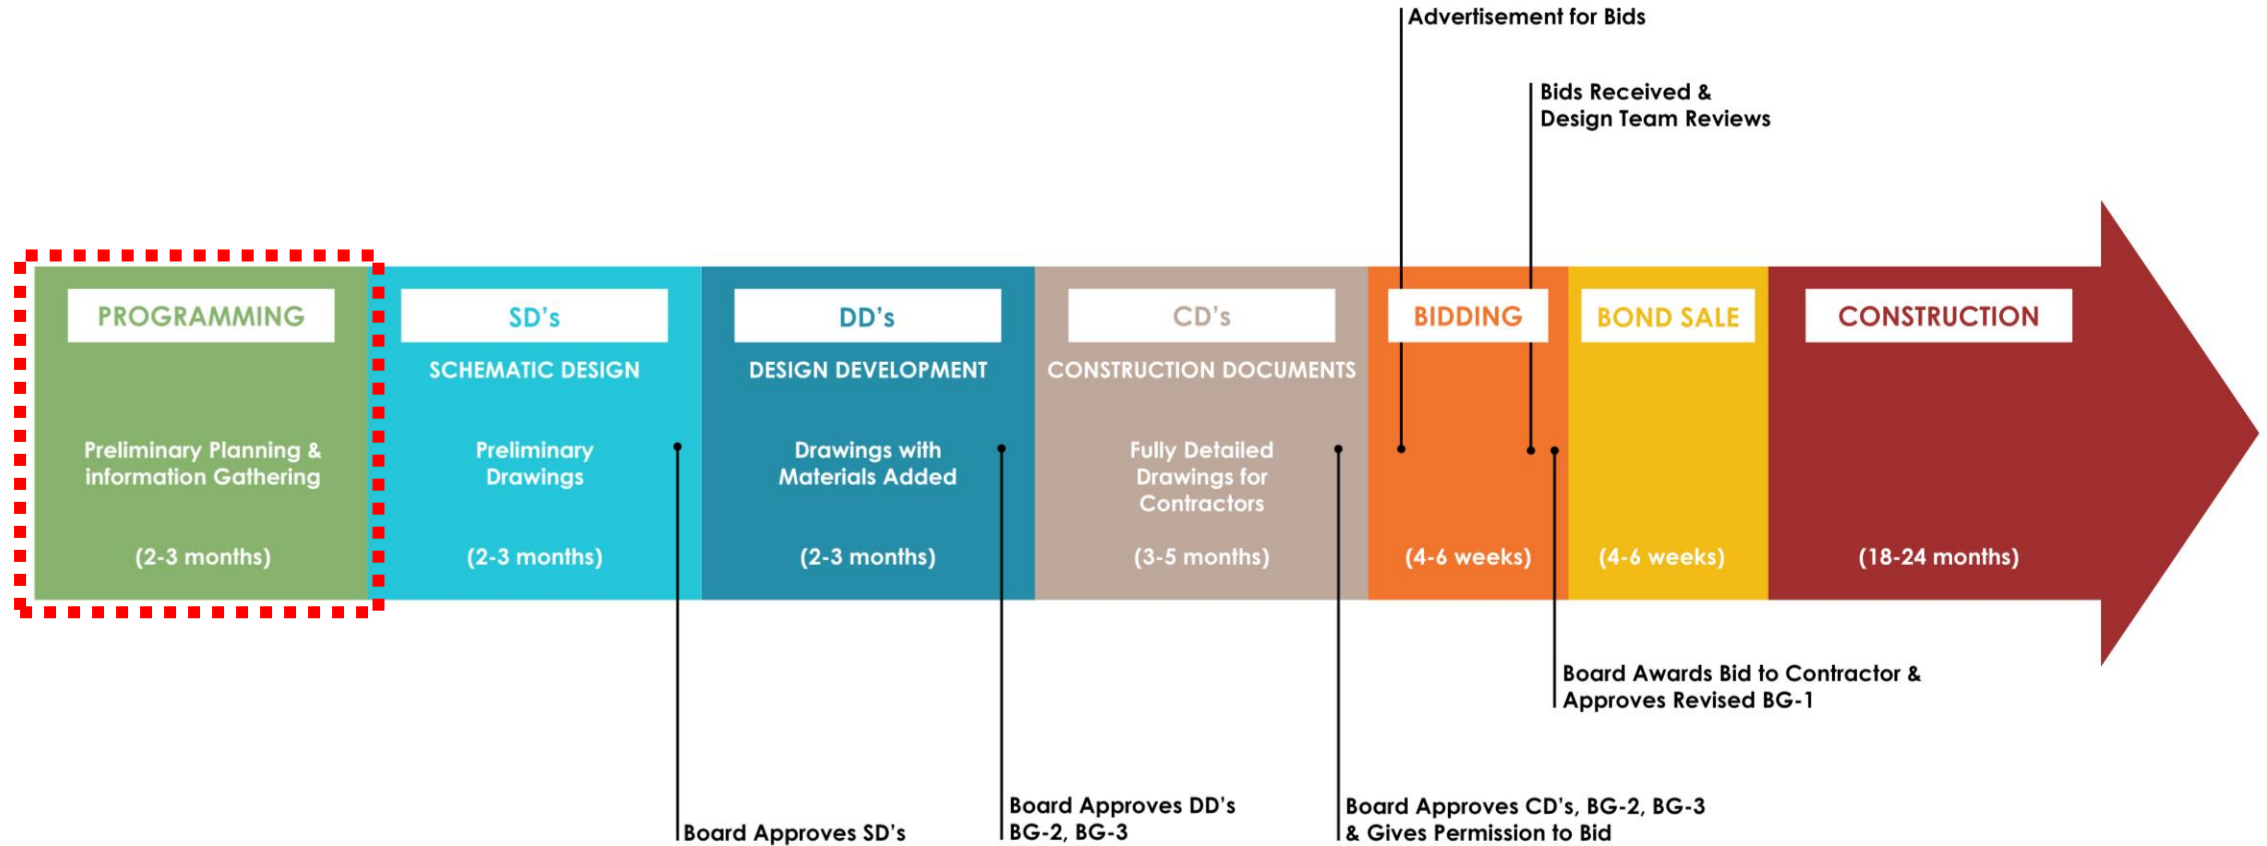 Advertisement for Bids
Bids Received &
Design Team Reviews
PROGRAMMING
Preliminary Planning &
information Gathering
(2-3 months)
SD's
SCHEMATIC DESIGN
Preliminary
Drawings
(2-3 months)
DD's
DESIGN DEVELOPMENT
Drawings with
Materials Added
(2-3 months)
CD's
CONSTRUCTION DOCUMENTS
Fully Detailed
Drawings for
Contractors
(3-5 months)
BIDDING
(4-6 weeks)
BOND SALE
(4-6 weeks)
CONSTRUCTION
(18-24 months)
Board Awards Bid to Contractor &
Approves Revised BG-1
Board Approves SD's
Board Approves DD's
BG-2, BG-3
Board Approves CD's, BG-2, BG-3
& Gives Permission to Bid